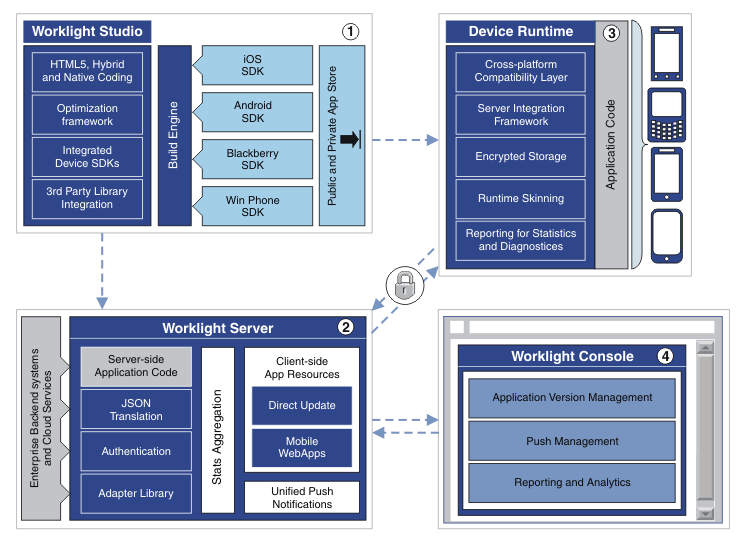 Worklight Studio
1
HTML5, Hybrid
and Native Coding
Optimization
framework
Integrated
Device SDKs
3rd Party Library
Integration
Build Engine
iOS
SDK
Android
SDK
Blackberry
SDK
Win Phone
SDK
Public and Private App Store
Device Runtime
3
Cross-platform
Compatibility Layer
Server Integration
Framework
Encrypted Storage
Runtime Skinning
Reporting for Statistics
and Diagnostices
Application Code
Enterprise Backend systems
and Cloud Services
Worklight Server
2
Server-side
Application Code
JSON
Translation
Authentication
Adapter Library
Stats Aggregation
Client-side
App Resources
Direct Update
Mobile
WebApps
Unified Push
Notifications
Worklight Console
4
Application Version Management
Push Management
Reporting and Analytics